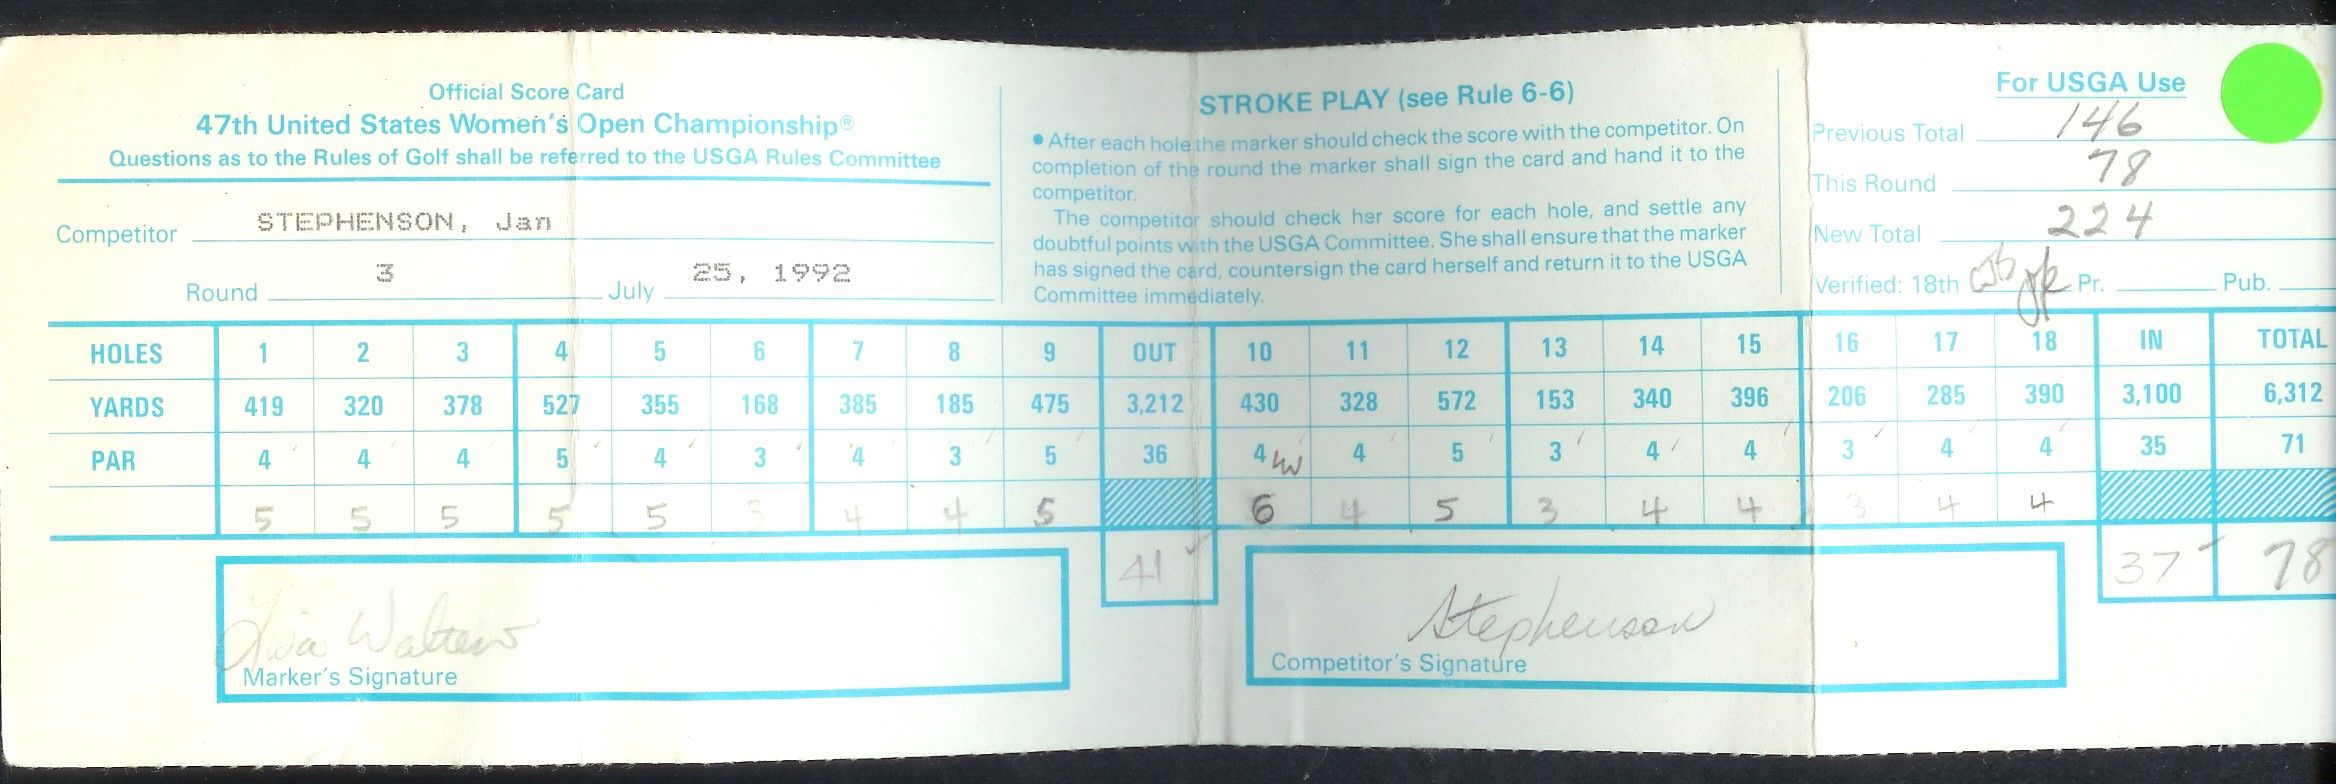 Official Score Card
47th United States Women's Open Championship®
Questions as to the Rules of Golf shall be referred to the USGA Rules Committee
Competitor STEPHENSON, Jan
Round 3 July 25, 1992
STROKE PLAY (see Rule 6-6)
• After each hole the marker should check the score with the competitor. On
completion of the round the marker shall sign the card and hand it to the
competitor.
The competitor should check her score for each hole, and settle any
doubtful points with the USGA Committee. She shall ensure that the marker
has signed the card, countersign the card herself and return it to the USGA
Committee immediately.
For USGA Use
Previous Total 146
This Round 78
New Total 224
Verified: 18th Pr. Pub.
HOLES 1 2 3 4 5 6 7 8 9 OUT 10 11 12 13 14 15 16 17 18 IN TOTAL
YARDS 419 320 378 527 355 168 385 185 475 3,212 430 328 572 153 340 396 206 285 390 3,100 6,312
PAR 4 4 4 5 4 3 4 3 5 36 4 4 5 3 4 4 3 4 4 35 71
5 5 5 5 5 3 4 4 5 6 4 5 3 4 4 3 4 4
41 37 78
Walters
Marker's Signature
Stephenson
Competitor's Signature